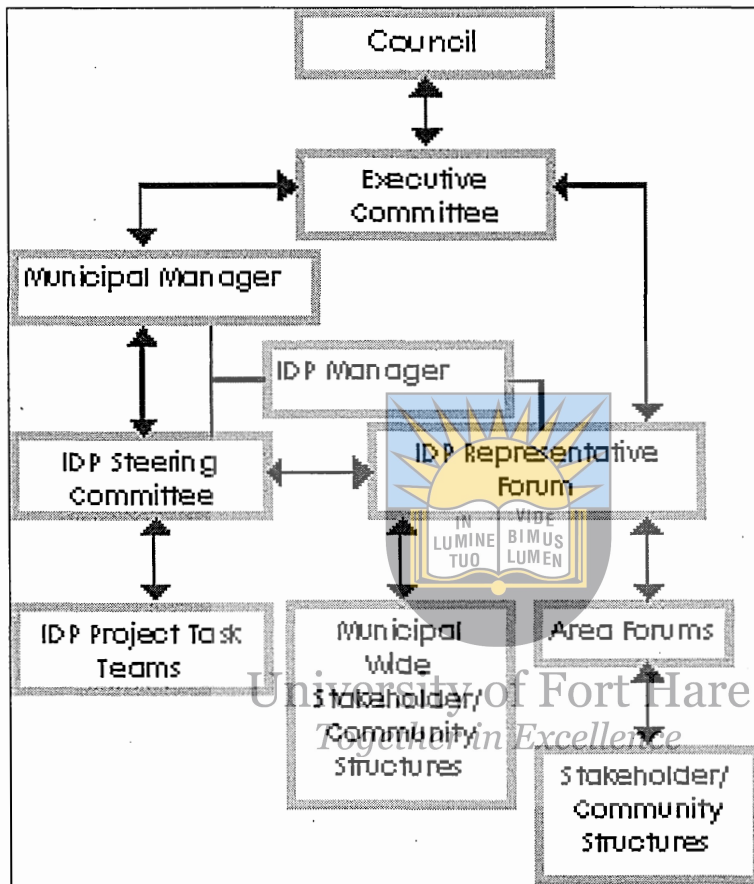 Council
Executive
Committee
Municipal Manager
IDP Manager
IDP Steering
Committee
IDP Representative
Forum
IN
LUMINE
TUO
VIDE
BIMUS
LUMEN
IDP Project Task
Teams
Municipal
Wide
Stakeholder/
Community
Structures
Area Forums
University of Fort Hare
Together in Excellence
Stakeholder/
Community
Structures